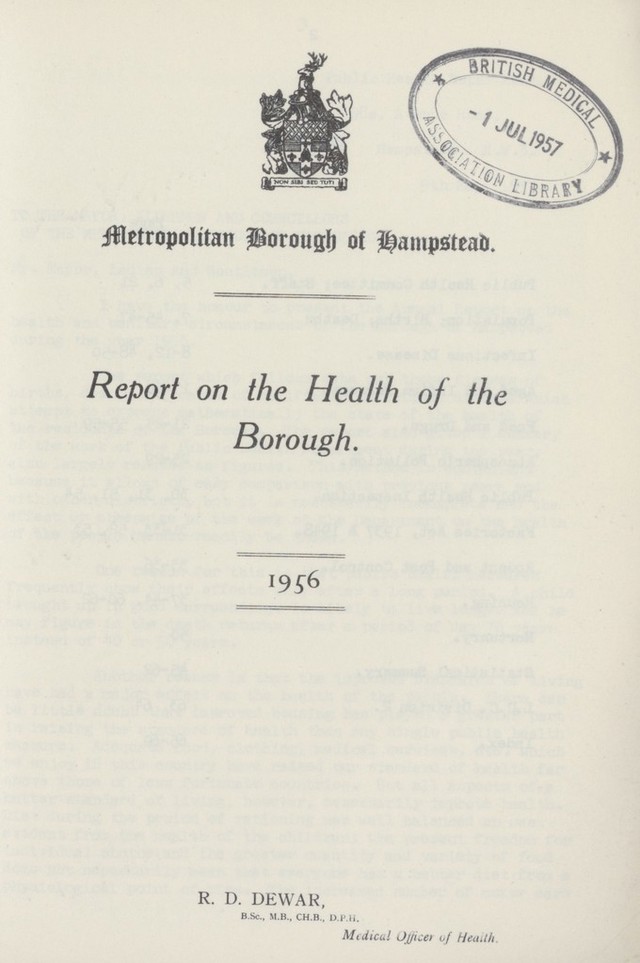 BRITISH MEDICAL
- 1 JUL 1957
ASSOCIATION LIBRARY
NON SIBI SED TOTI
Metropolitan Borough of Hampstead.
Report on the Health of the
Borough.
1956
R. D. DEWAR,
B.Sc., M.B., CH.B., D.P.H.
Medical Officer of Health.